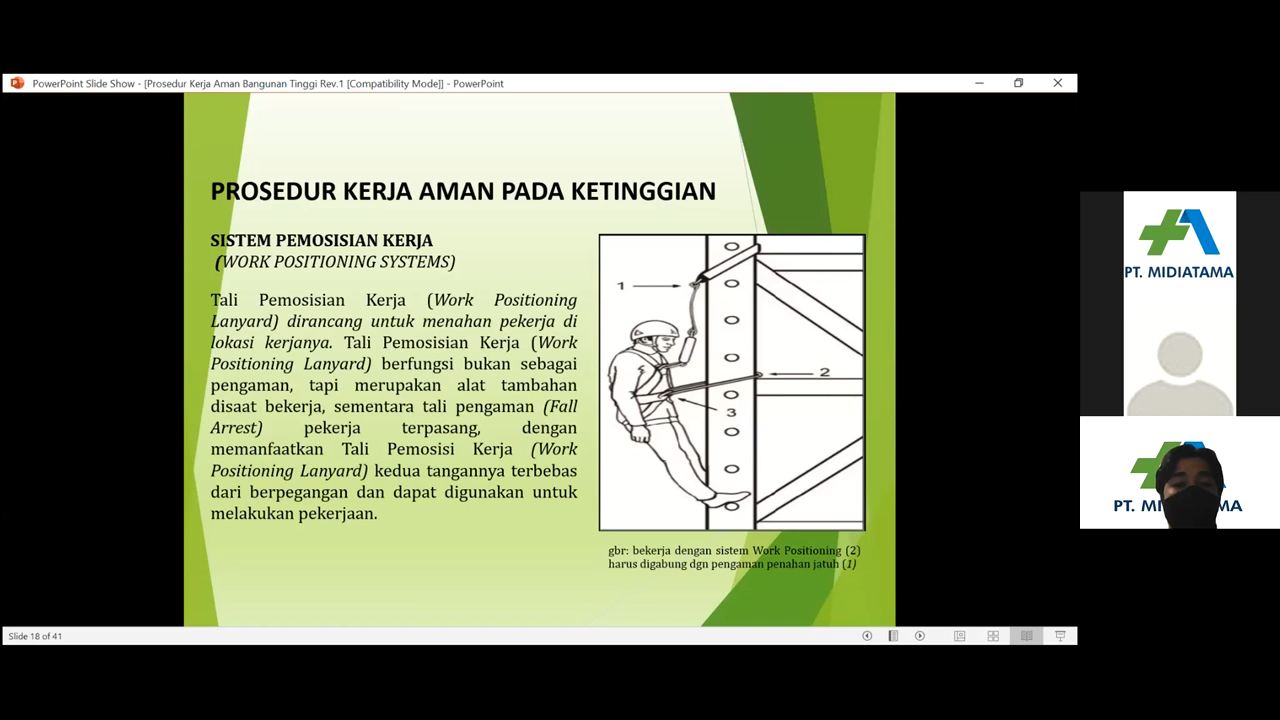 PowerPoint Slide Show - [Prosedur Kerja Aman Bangunan Tinggi Rev.1 [Compatibility Mode]] - PowerPoint
PROSEDUR KERJA AMAN PADA KETINGGIAN
SISTEM PEMOSISIAN KERJA
(WORK POSITIONING SYSTEMS)
Tali Pemosisian Kerja (Work Positioning
Lanyard) dirancang untuk menahan pekerja di
lokasi kerjanya. Tali Pemosisian Kerja (Work
Positioning Lanyard) berfungsi bukan sebagai
pengaman, tapi merupakan alat tambahan
disaat bekerja, sementara tali pengaman (Fall
Arrest) pekerja terpasang, dengan
memanfaatkan Tali Pemosisi Kerja (Work
Positioning Lanyard) kedua tangannya terbebas
dari berpegangan dan dapat digunakan untuk
melakukan pekerjaan.
1
2
3
gbr: bekerja dengan sistem Work Positioning (2)
harus digabung dgn pengaman penahan jatuh (1)
Slide 18 of 41
PT. MIDIATAMA
PT. MI MA